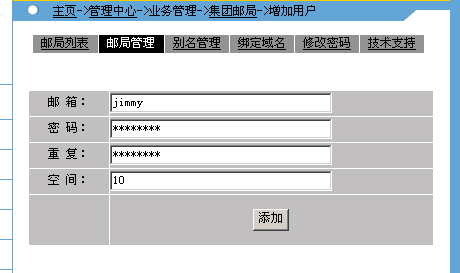 主页->管理中心->业务管理->集团邮局->增加用户
邮局列表 邮局管理 别名管理 绑定域名 修改密码 技术支持
邮 箱： jimmy
密 码： ********
重 复： ********
空 间： 10
添加